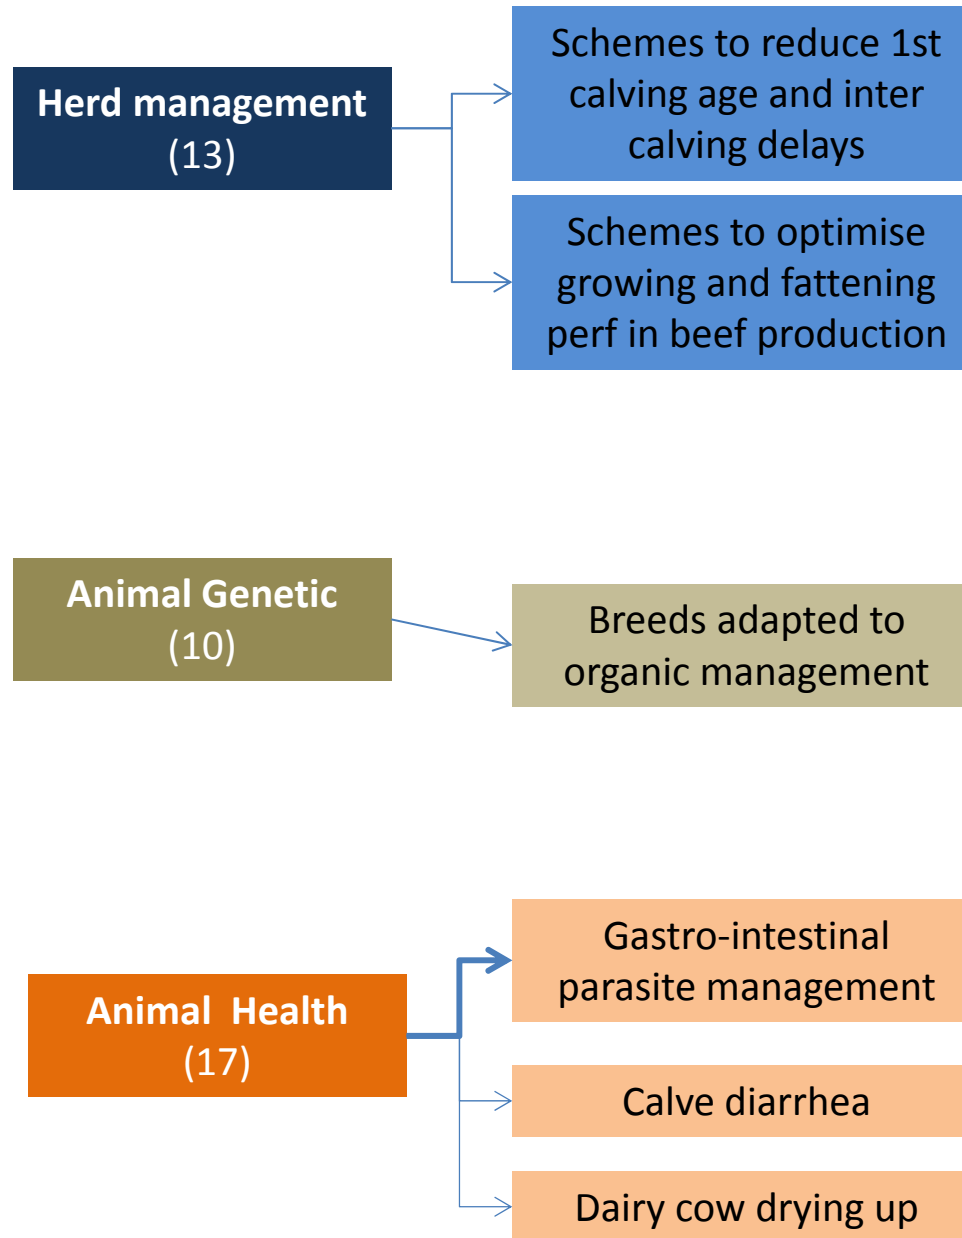 Herd management
(13)
Schemes to reduce 1st
calving age and inter
calving delays
Schemes to optimise
growing and fattening
perf in beef production
Animal Genetic
(10)
Breeds adapted to
organic management
Animal  Health
(17)
Gastro-intestinal
parasite management
Calve diarrhea
Dairy cow drying up